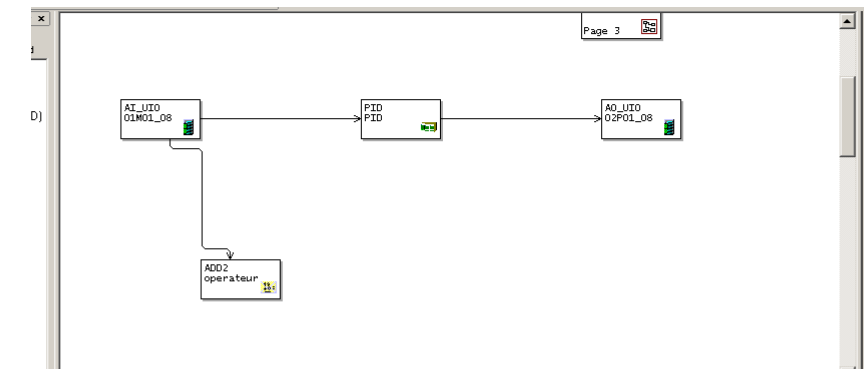 Page 3
D)
AI_UIO
01M01_08
PID
PID
AO_UIO
02P01_08
ADD2
operateur